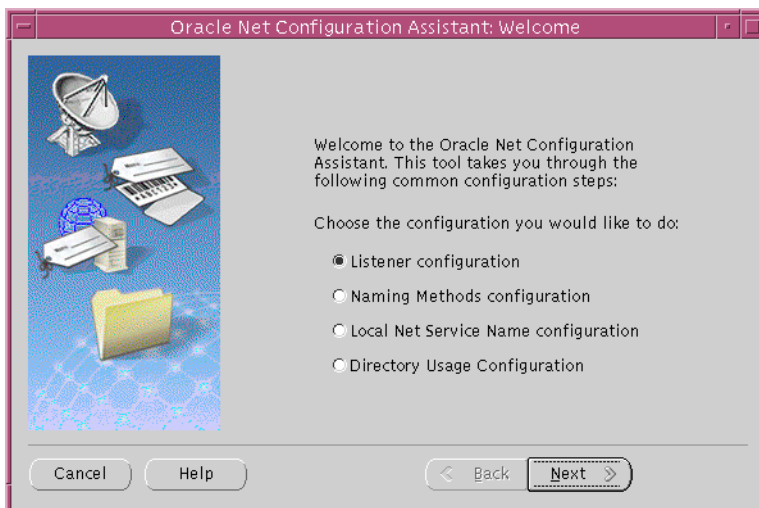 Oracle Net Configuration Assistant: Welcome
Welcome to the Oracle Net Configuration
Assistant. This tool takes you through the
following common configuration steps:
Choose the configuration you would like to do:
Listener configuration
Naming Methods configuration
Local Net Service Name configuration
Directory Usage Configuration
Cancel
Help
Back
Next